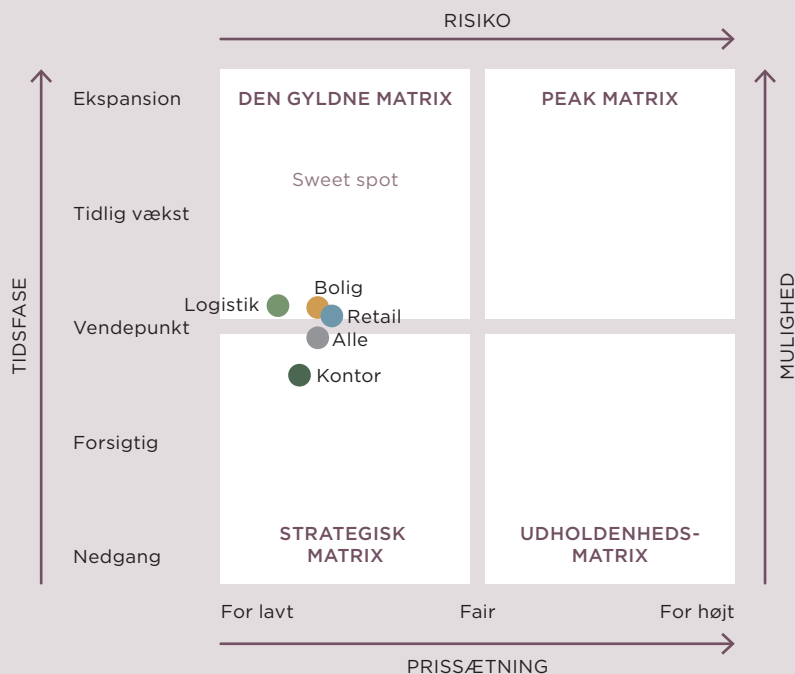 RISIKO
Ekspansion
DEN GYLDNE MATRIX
PEAK MATRIX
Sweet spot
Tidlig vækst
TIDSFASE
MULIGHED
Bolig
Logistik
Retail
Vendepunkt
Alle
Kontor
Forsigtig
STRATEGISK
MATRIX
UDHOLDENHEDS-
MATRIX
Nedgang
For lavt
Fair
For højt
PRISSÆTNING